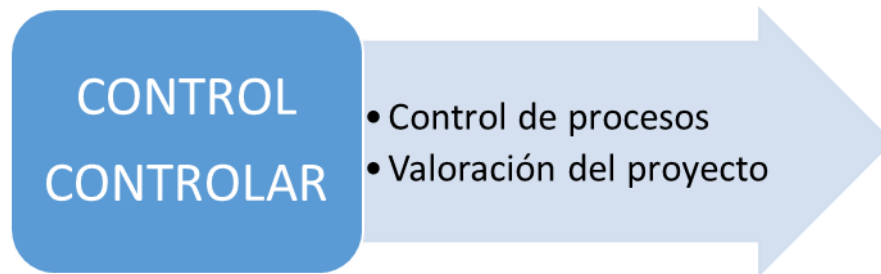 CONTROL
CONTROLAR
• Control de procesos
• Valoración del proyecto